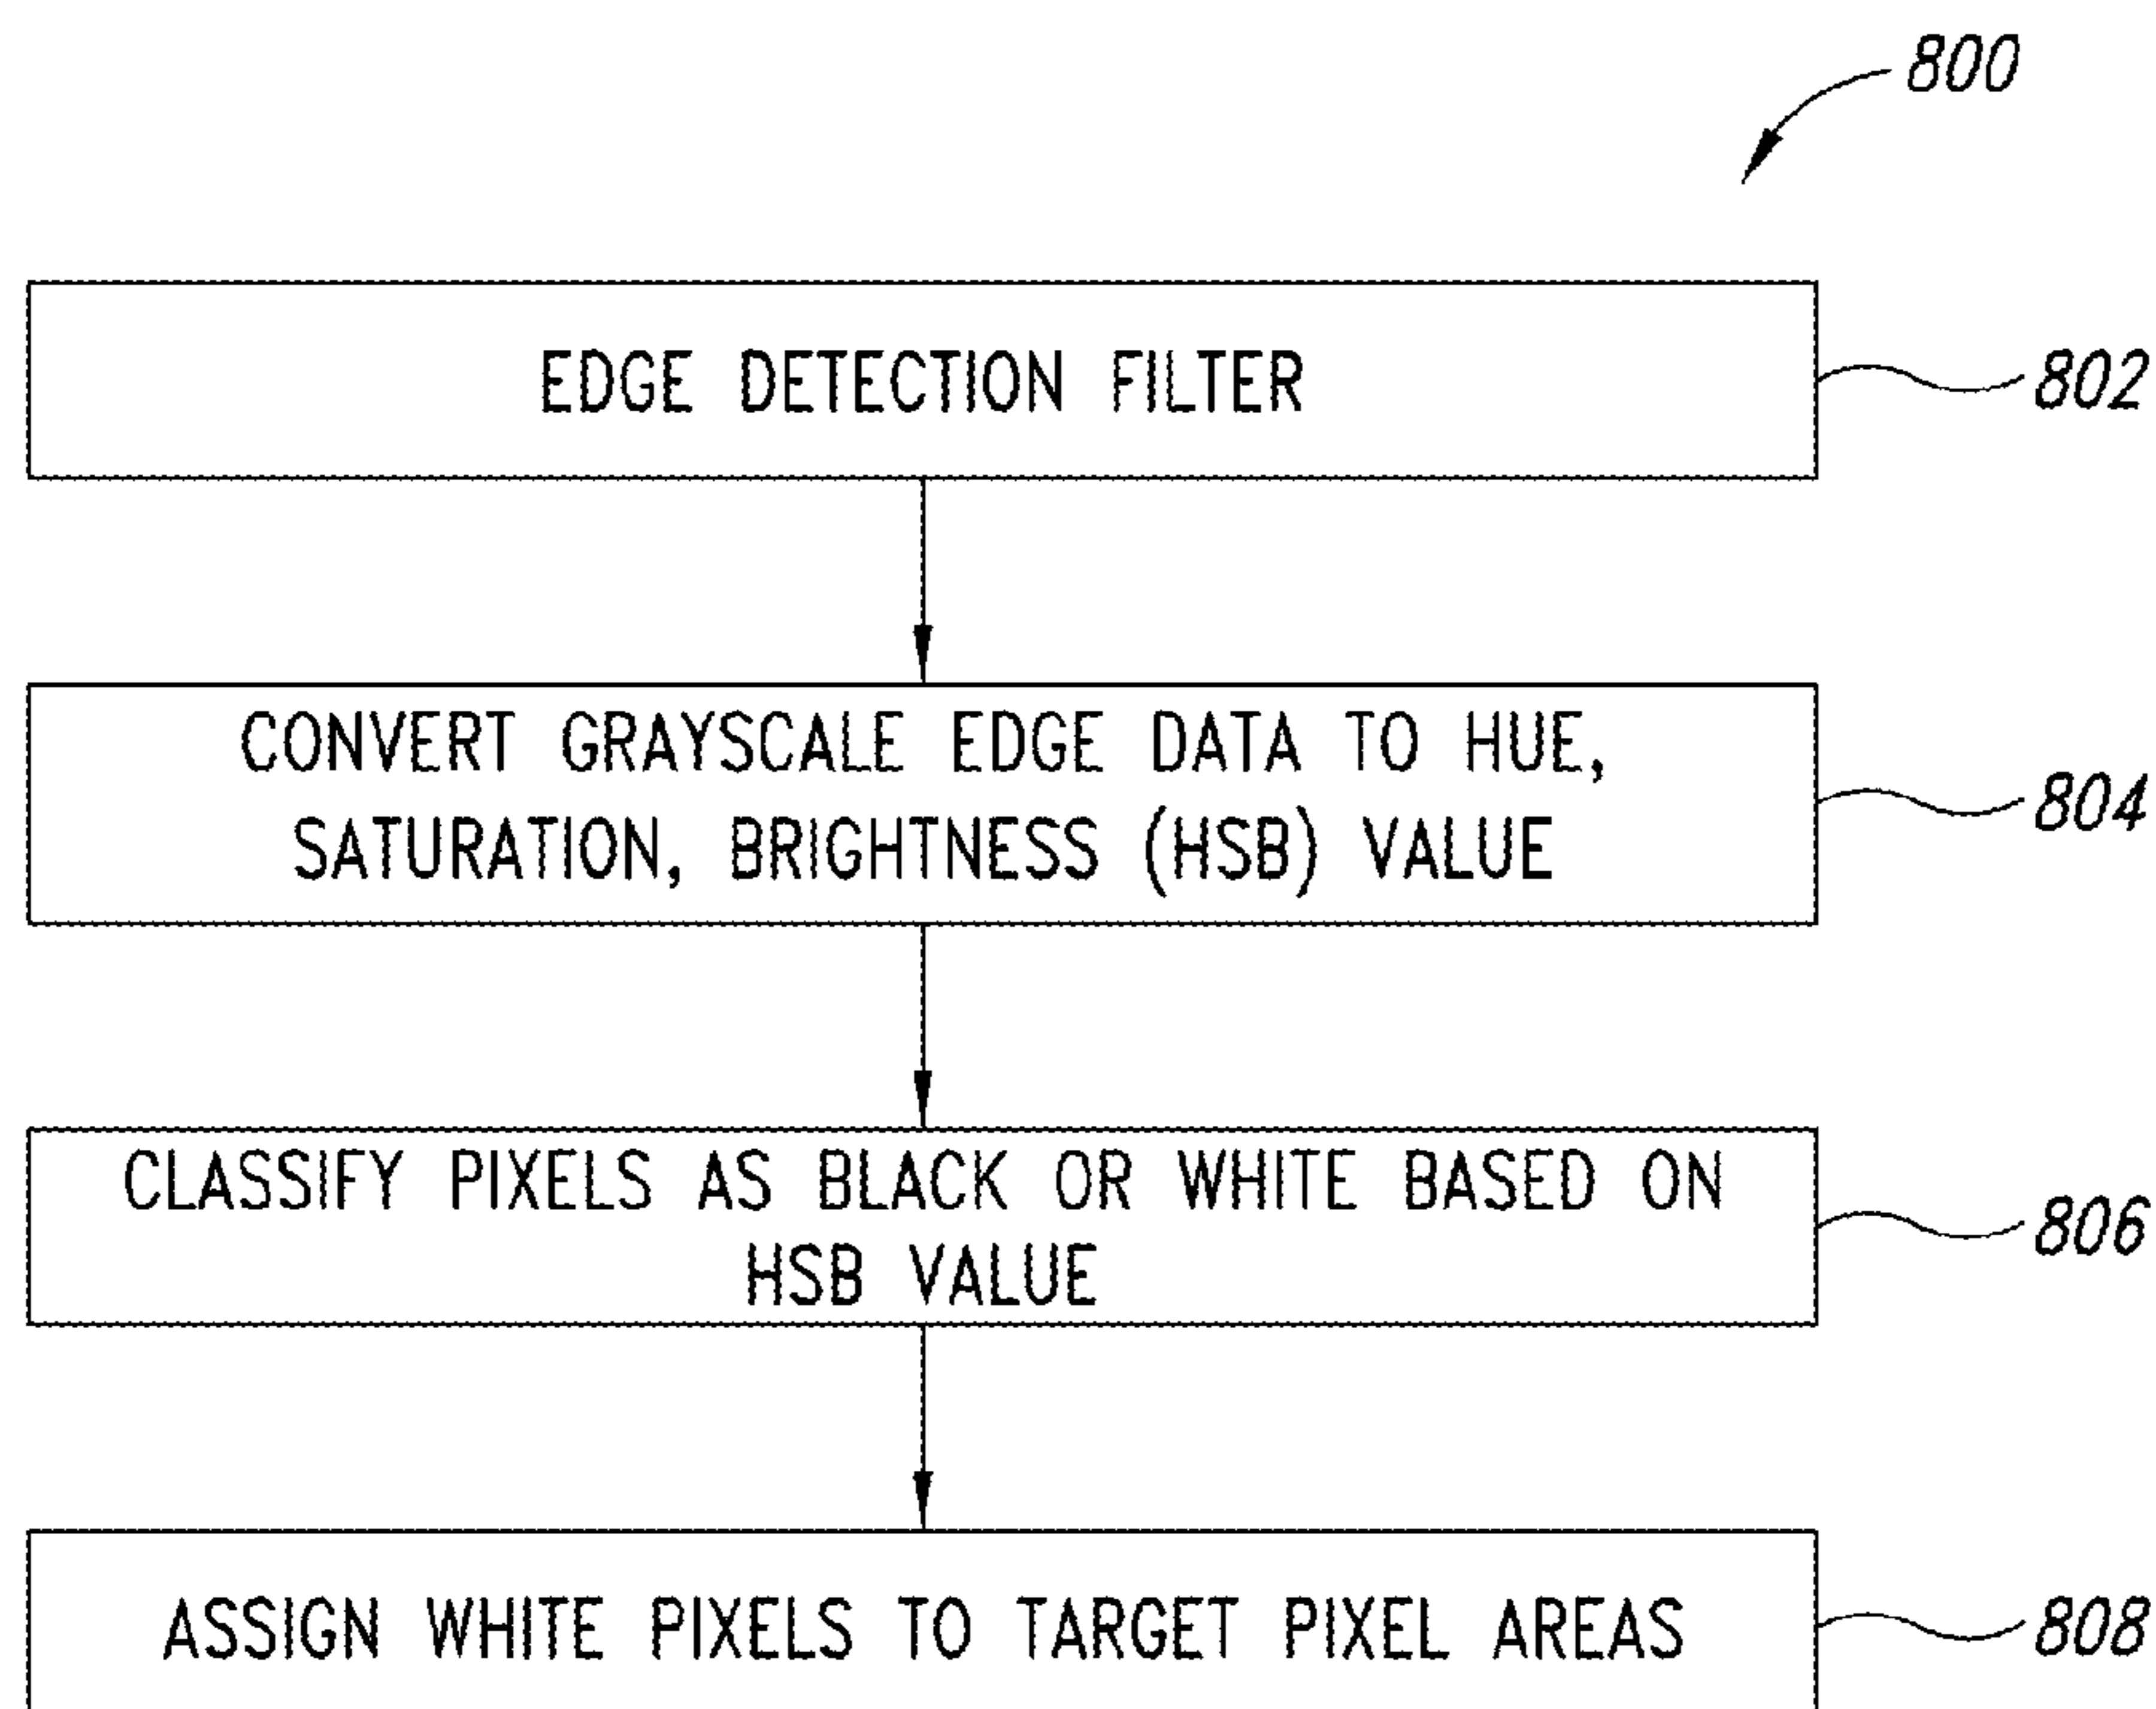 800
EDGE DETECTION FILTER
802
CONVERT GRAYSCALE EDGE DATA TO HUE,
SATURATION, BRIGHTNESS (HSB) VALUE
804
CLASSIFY PIXELS AS BLACK OR WHITE BASED ON
HSB VALUE
806
ASSIGN WHITE PIXELS TO TARGET PIXEL AREAS
808